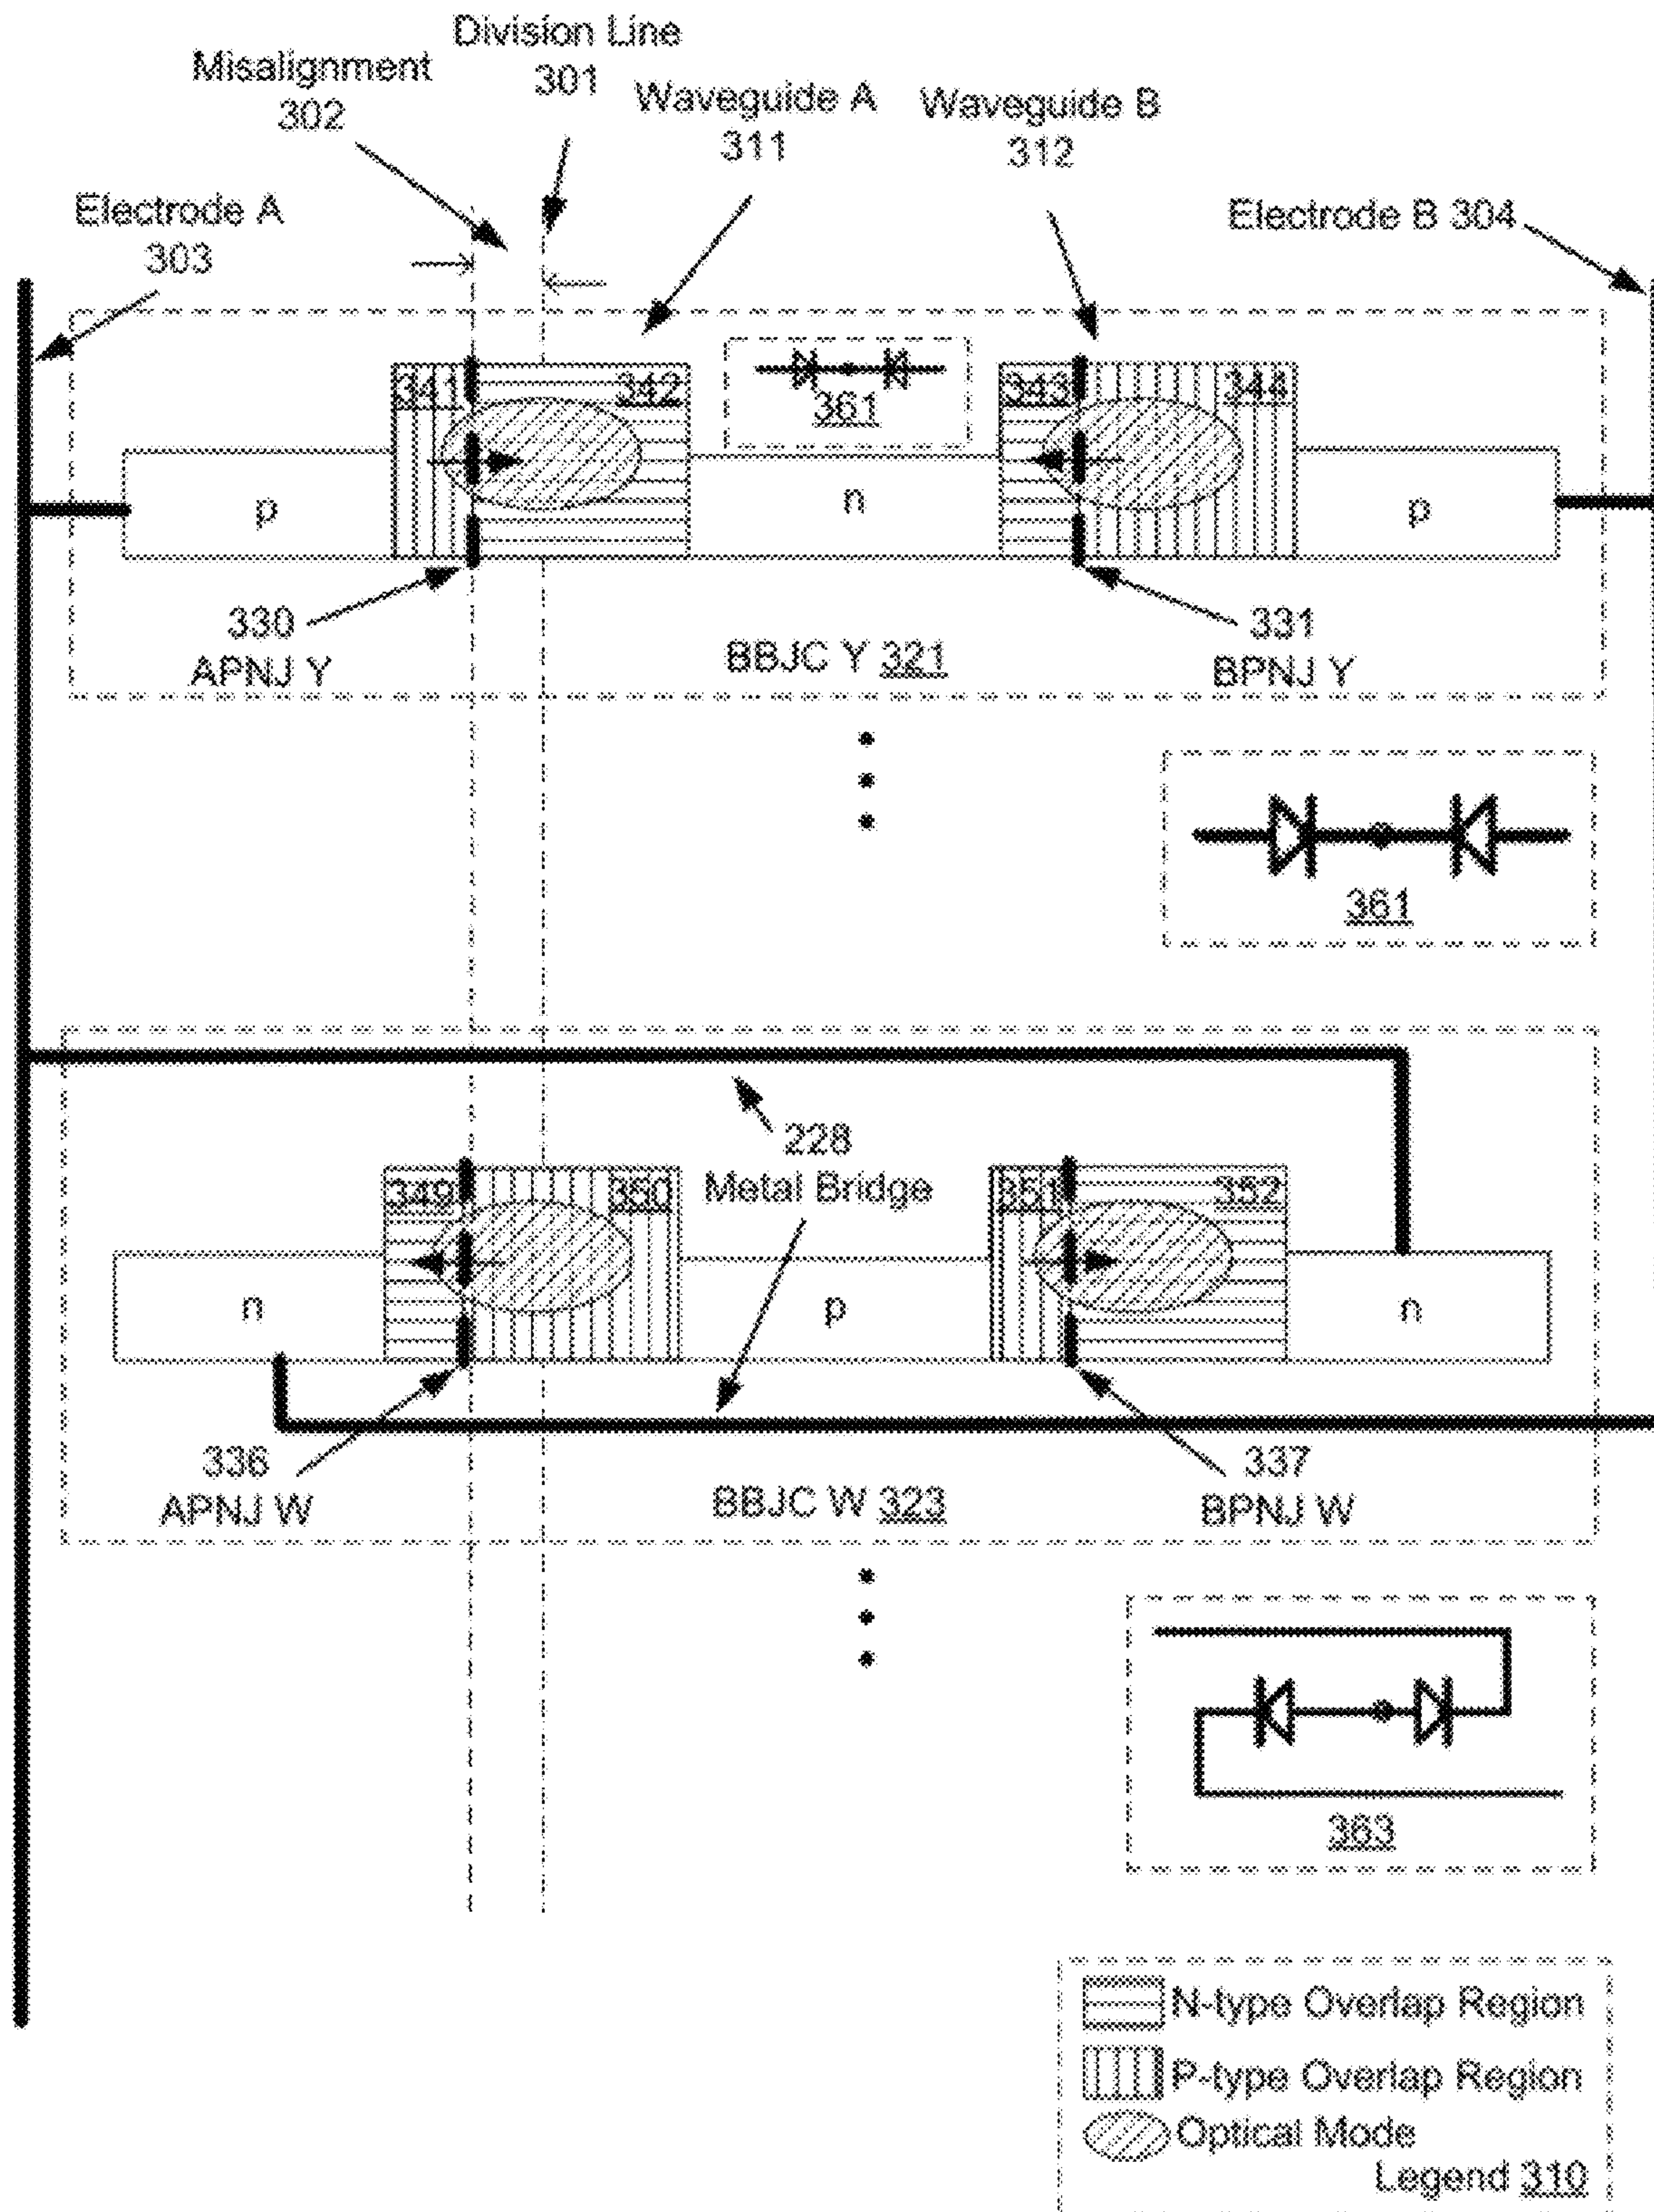 Division Line
301
Misalignment
302
Waveguide A
311
Waveguide B
312
Electrode A
303
Electrode B 304
341
342
361
343
344
p
n
p
330
APNJ Y
BBJC Y 321
331
BPNJ Y
361
228
Metal Bridge
349
350
351
352
n
p
n
336
APNJ W
BBJC W 323
337
BPNJ W
363
N-type Overlap Region
P-type Overlap Region
Optical Mode
Legend 310